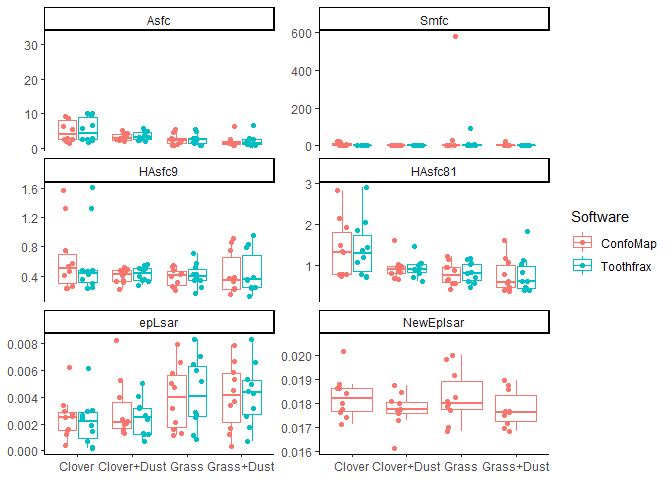 Asfc
Smfc
30
20
10
0
600
400
200
0
HAsfc9
HAsfc81
1.6
1.2
0.8
0.4
3
2
1
Software
ConfoMap
Toothfrax
epLsar
NewEplsar
0.008
0.006
0.004
0.002
0.000
0.020
0.019
0.018
0.017
0.016
Clover Clover+Dust Grass Grass+Dust
Clover Clover+Dust Grass Grass+Dust